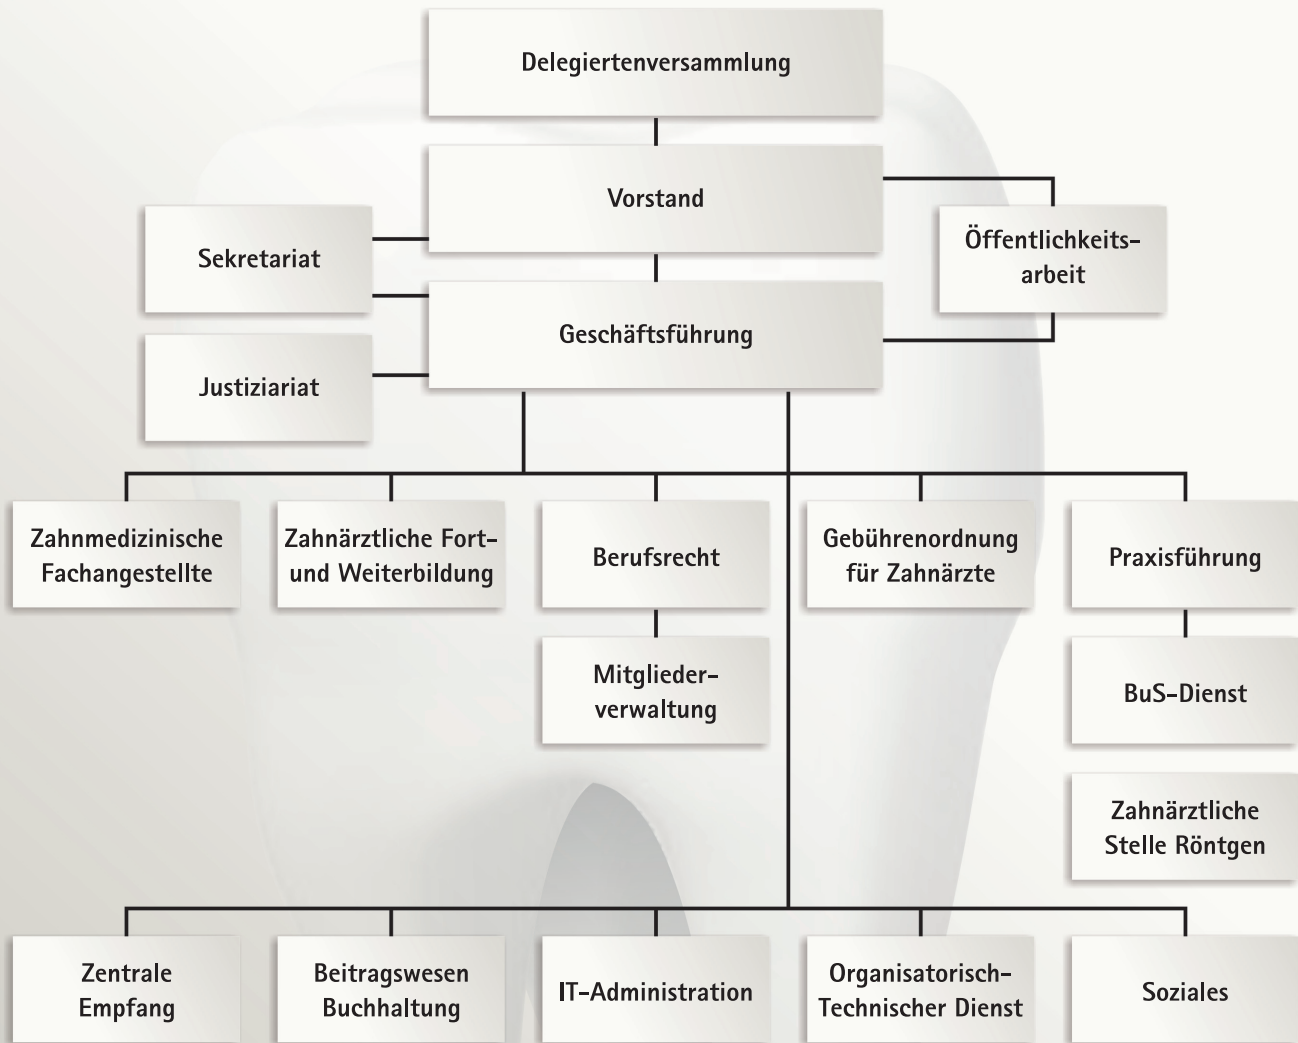 Delegiertenversammlung
Vorstand
Sekretariat
Öffentlichkeits-
arbeit
Geschäftsführung
Justiziariat
Zahnmedizinische
Fachangestellte
Zahnärztliche Fort-
und Weiterbildung
Berufsrecht
Gebührenordnung
für Zahnärzte
Praxisführung
Mitglieder-
verwaltung
BuS-Dienst
Zahnärztliche
Stelle Röntgen
Zentrale
Empfang
Beitragswesen
Buchhaltung
IT-Administration
Organisatorisch-
Technischer Dienst
Soziales